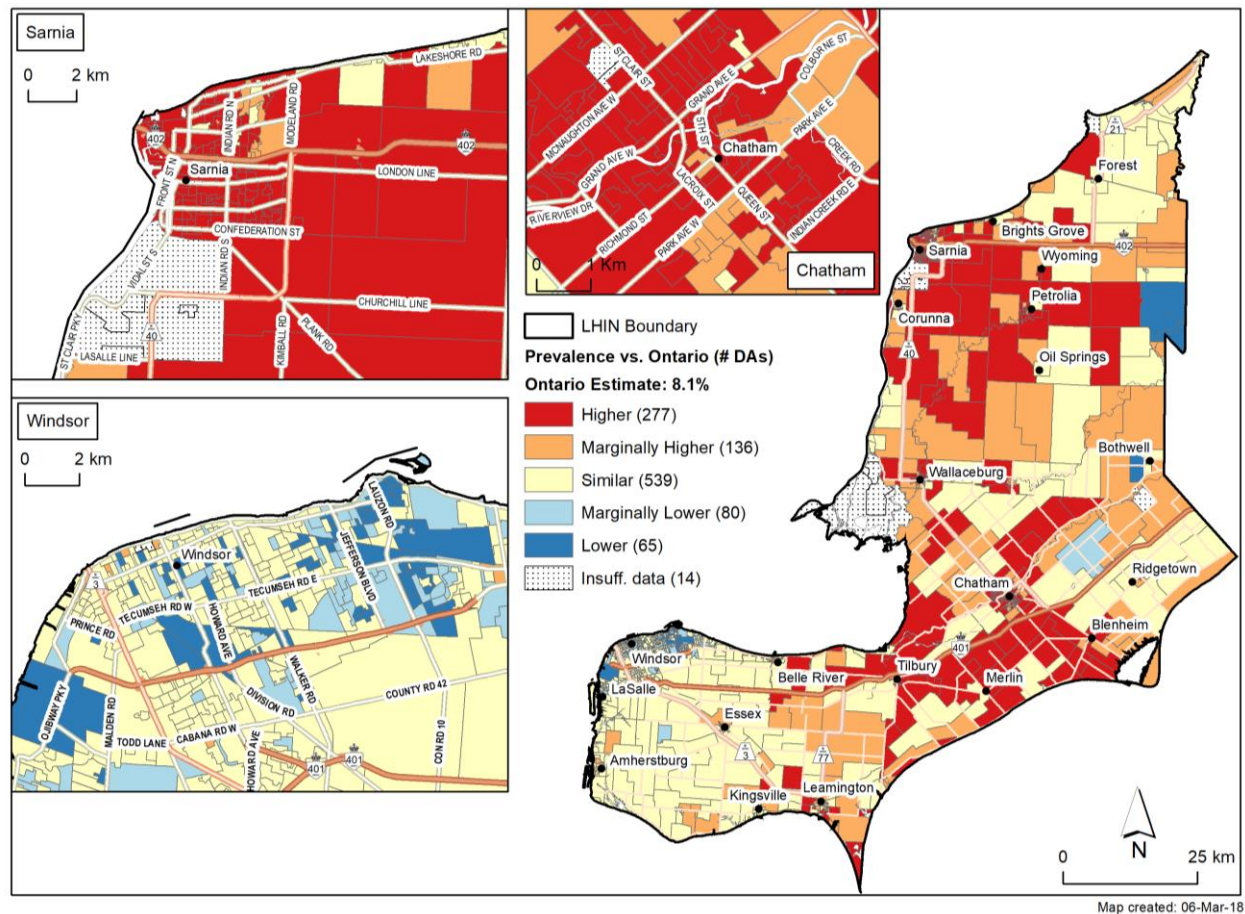 Sarnia
0 2 km
LAKESHORE RD
INDIAN RD N
MODELAND RD
402
402
FRONT ST N
Sarnia
LONDON LINE
CONFEDERATION ST
VIDAL ST S
INDIAN RD S
CHURCHILL LINE
40
ST CLAIR PKY
LASALLE LINE
KIMBALL RD
PLANK RD
ST CLAIR ST
COLBORNE ST
GRAND AVE E
MCNAUGHTON AVE W
5TH ST
PARK AVE E
Chatham
GRAND AVE W
CREEK RD
LACROIX ST
RIVERVIEW DR
QUEEN ST
RICHMOND ST
PARK AVE W
INDIAN CREEK RD E
0 1 Km
Chatham
LHIN Boundary
Prevalence vs. Ontario (# DAs)
Ontario Estimate: 8.1%
Higher (277)
Marginally Higher (136)
Similar (539)
Marginally Lower (80)
Lower (65)
Insuff. data (14)
Windsor
0 2 km
LAUZON RD
Windsor
JEFFERSON BLVD
3
TECUMSEH RD E
TECUMSEH RD W
PRINCE RD
HOWARD AVE
WALKER RD
OJIBWAY PKY
MALDEN RD
DIVISION RD
COUNTY RD 42
CABANA RD W
TODD LANE
HOWARD AVE
401
401
CON RD 10
21
Forest
Brights Grove
402
Sarnia
Wyoming
Petrolia
Corunna
40
Oil Springs
Bothwell
Wallaceburg
Chatham
Ridgetown
Blenheim
401
Windsor
Tilbury
Belle River
Merlin
LaSalle
Essex
3
77
Amherstburg
Kingsville
Leamington
N
0 25 km
Map created: 06-Mar-18